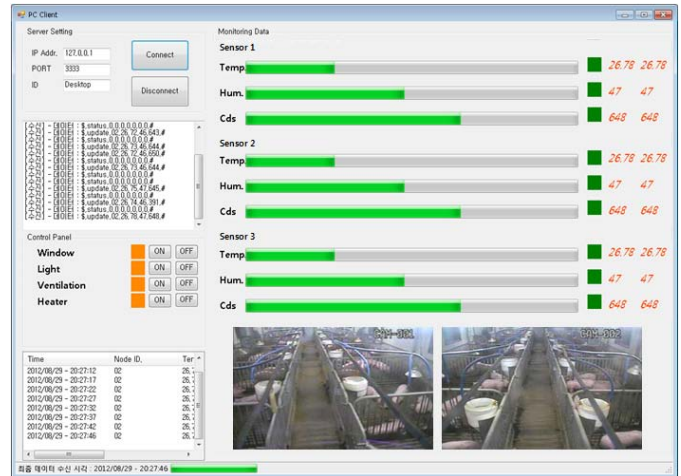 PC Client
Server Setting
IP Addr, 127.0.0.1
PORT 3333
ID Desktop
Connect
Disconnect
[수신] - 데이터 : $,status,0,0,0,0,0,0,0,#
[수신] - 데이터 : $,update,02,26,72,46,643,#
[수신] - 데이터 : $,status,0,0,0,0,0,0,0,#
[수신] - 데이터 : $,update,02,26,73,46,644,#
[수신] - 데이터 : $,update,02,26,72,46,650,#
[수신] - 데이터 : $,status,0,0,0,0,0,0,0,#
[수신] - 데이터 : $,update,02,26,73,46,644,#
[수신] - 데이터 : $,status,0,0,0,0,0,0,0,#
[수신] - 데이터 : $,update,02,26,75,47,645,#
[수신] - 데이터 : $,status,0,0,0,0,0,0,0,#
[수신] - 데이터 : $,update,02,26,74,46,391,#
[수신] - 데이터 : $,status,0,0,0,0,0,0,0,#
[수신] - 데이터 : $,update,02,26,78,47,648,#
Control Panel
Window ON OFF
Light ON OFF
Ventilation ON OFF
Heater ON OFF
Time Node ID, Ter
2012/08/29 - 20:27:12 02 26,
2012/08/29 - 20:27:17 02 26,
2012/08/29 - 20:27:22 02 26,
2012/08/29 - 20:27:27 02 26,
2012/08/29 - 20:27:32 02 26,
2012/08/29 - 20:27:37 02 26,
2012/08/29 - 20:27:42 02 26,
2012/08/29 - 20:27:46 02 26,
Monitoring Data
Sensor 1
Temp. 26.78 26.78
Hum. 47 47
Cds 648 648
Sensor 2
Temp. 26.78 26.78
Hum. 47 47
Cds 648 648
Sensor 3
Temp. 26.78 26.78
Hum. 47 47
Cds 648 648
CAM-001
CAM-002
최종 데이터 수신 시각 : 2012/08/29 - 20:27:46